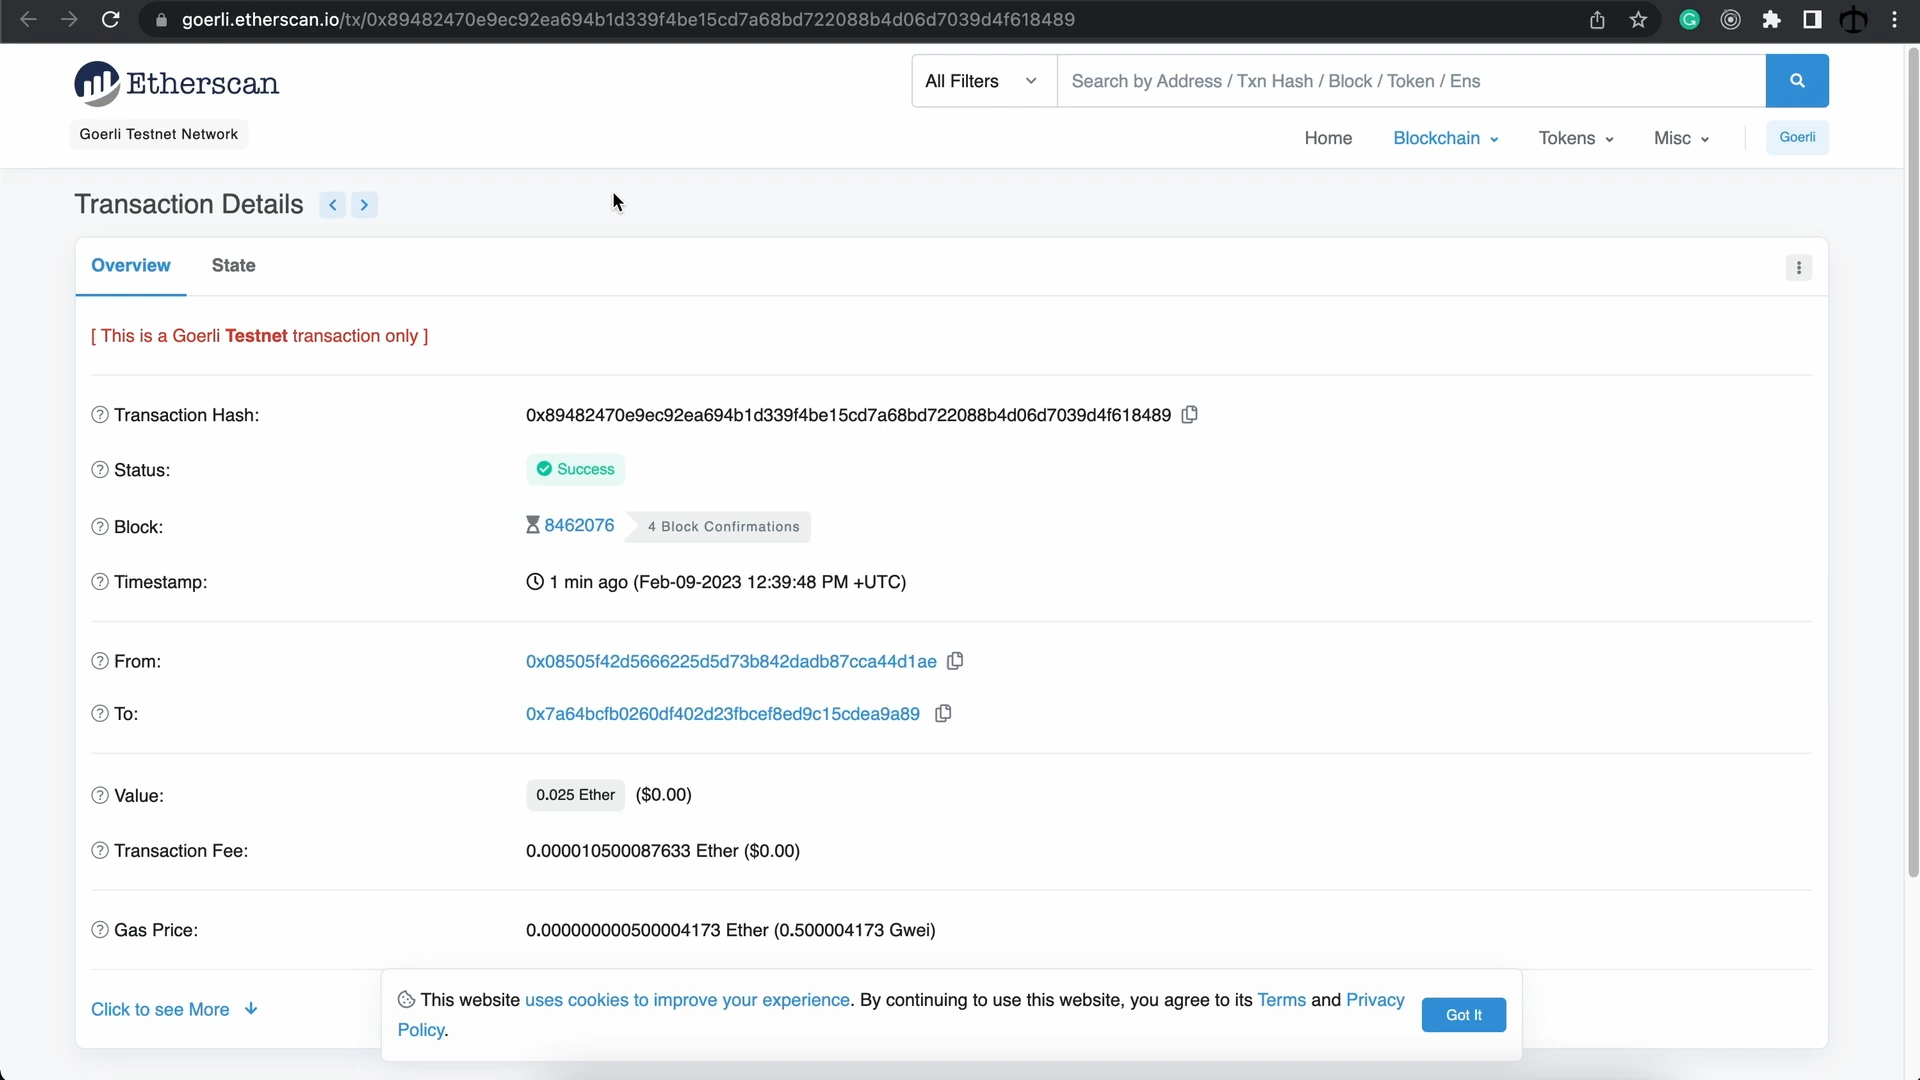 goerli.etherscan.io/tx/0x89482470e9ec92ea694b1d339f4be15cd7a68bd722088b4d06d7039d4f618489
Etherscan
All Filters
Search by Address / Txn Hash / Block / Token / Ens
Goerli Testnet Network
Home
Blockchain
Tokens
Misc
Goerli
Transaction Details
Overview
State
[ This is a Goerli Testnet transaction only ]
Transaction Hash:
0x89482470e9ec92ea694b1d339f4be15cd7a68bd722088b4d06d7039d4f618489
Status:
Success
Block:
8462076
4 Block Confirmations
Timestamp:
1 min ago (Feb-09-2023 12:39:48 PM +UTC)
From:
0x08505f42d5666225d5d73b842dadb87cca44d1ae
To:
0x7a64bcfb0260df402d23fbcef8ed9c15cdea9a89
Value:
0.025 Ether
($0.00)
Transaction Fee:
0.000010500087633 Ether ($0.00)
Gas Price:
0.000000000500004173 Ether (0.500004173 Gwei)
Click to see More
This website uses cookies to improve your experience. By continuing to use this website, you agree to its Terms and Privacy
Policy.
Got It